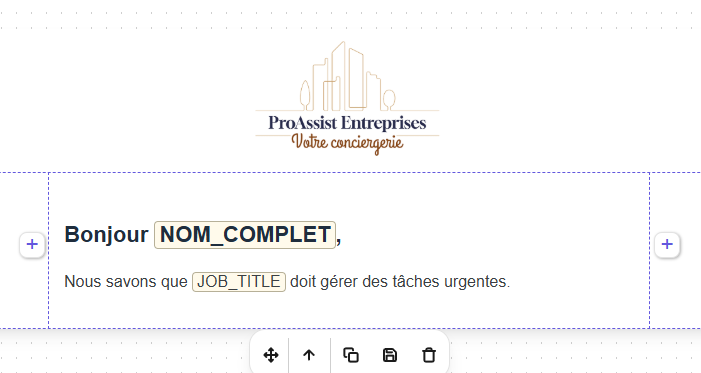 ProAssist Entreprises
Votre conciergerie
Bonjour NOM_COMPLET,
Nous savons que JOB_TITLE doit gérer des tâches urgentes.